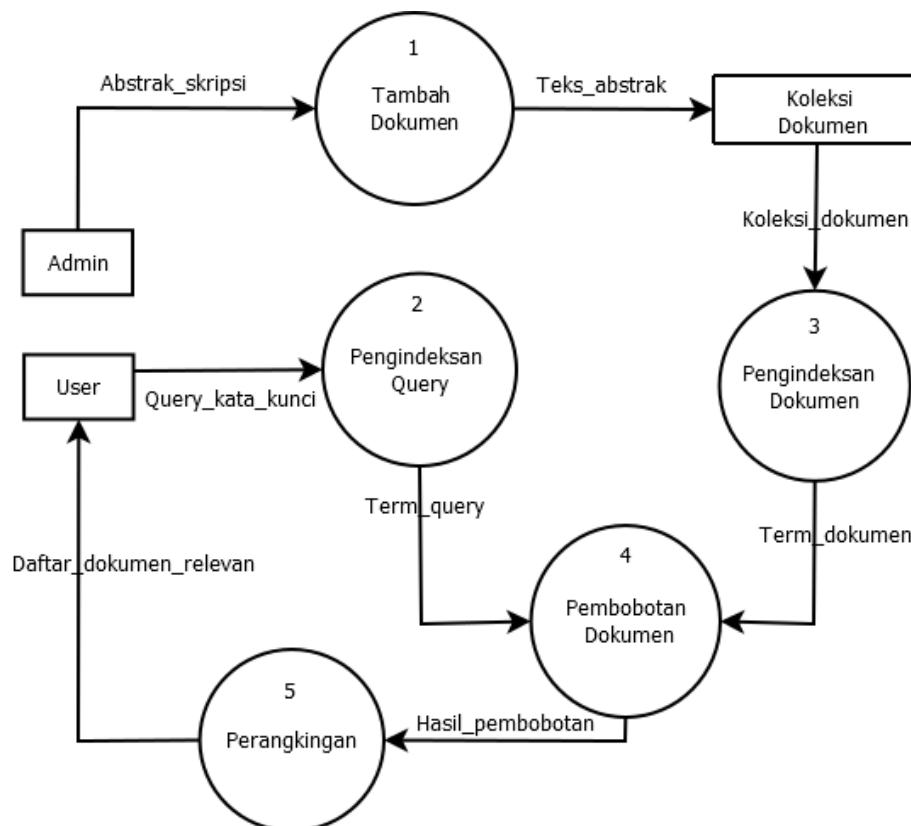 1
Tambah
Dokumen
Abstrak_skripsi
Teks_abstrak
Koleksi
Dokumen
Admin
Koleksi_dokumen
2
Pengindeksan
Query
3
Pengindeksan
Dokumen
User
Query_kata_kunci
Term_query
Term_dokumen
Daftar_dokumen_relevan
4
Pembobotan
Dokumen
5
Perangkingan
Hasil_pembobotan